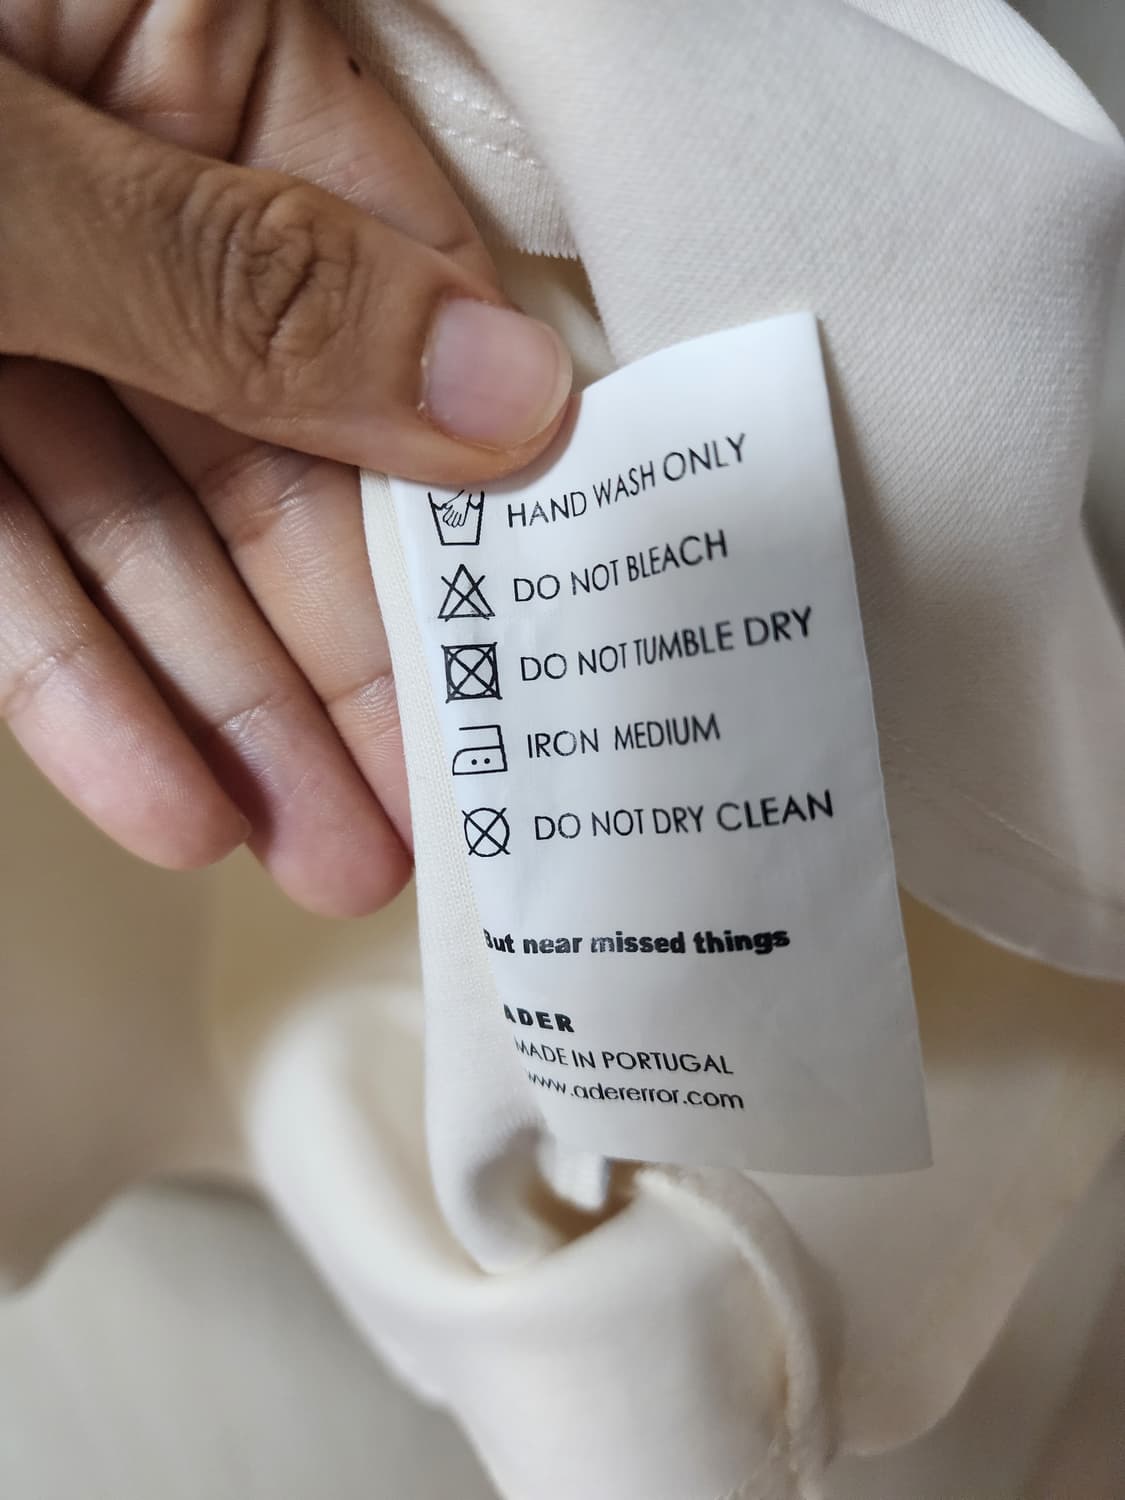 HAND WASH ONLY
DO NOT BLEACH
DO NOT TUMBLE DRY
IRON MEDIUM
DO NOT DRY CLEAN
But near missed things
ADER
MADE IN PORTUGAL
www.adererror.com